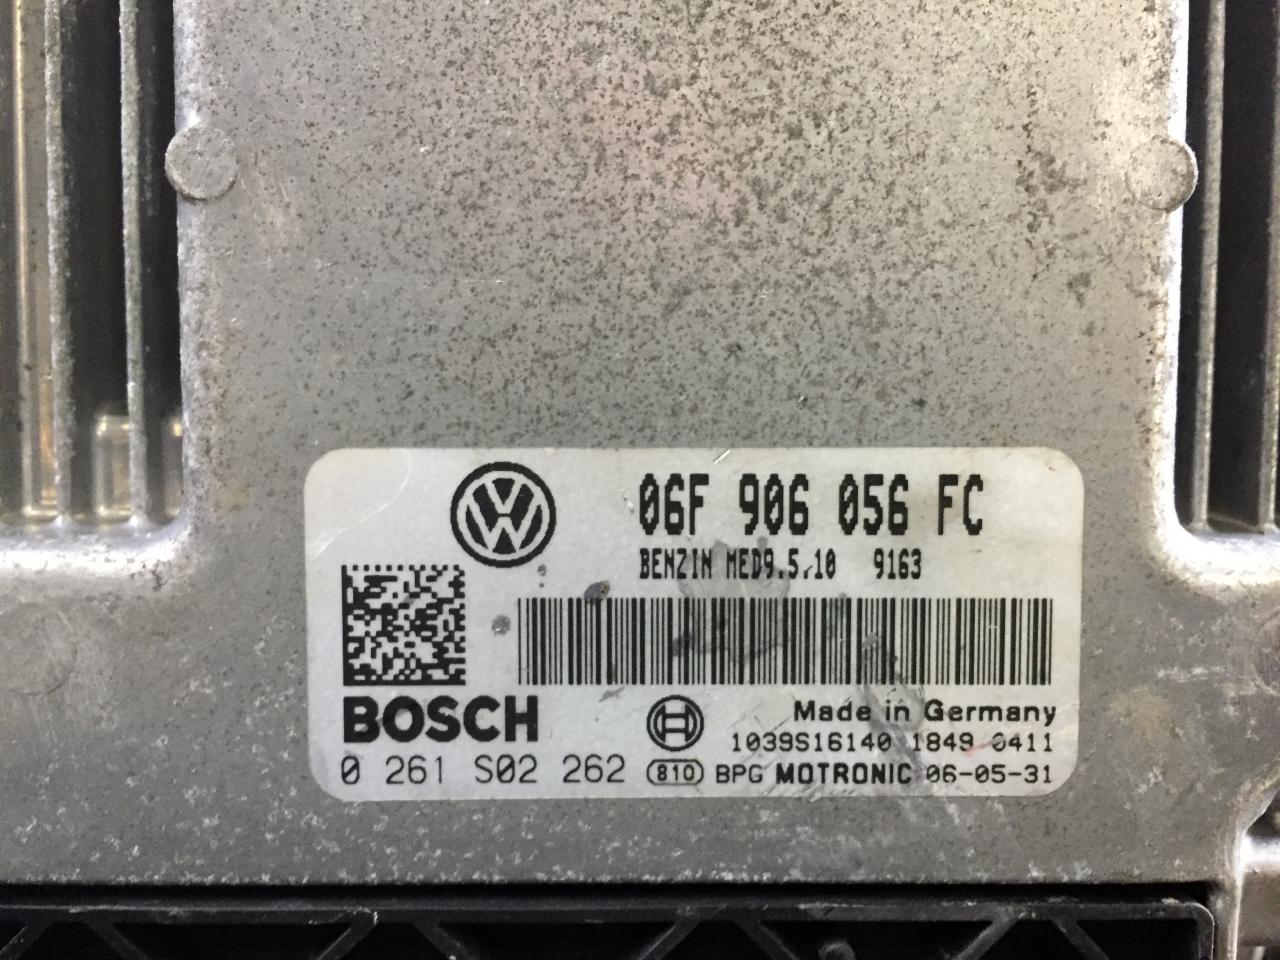 06F 906 056 FC
BENZIN MED9.5.10 9163
BOSCH
Made in Germany
1039S16140 1849 0411
0 261 S02 262 810 BPG MOTRONIC 06-05-31